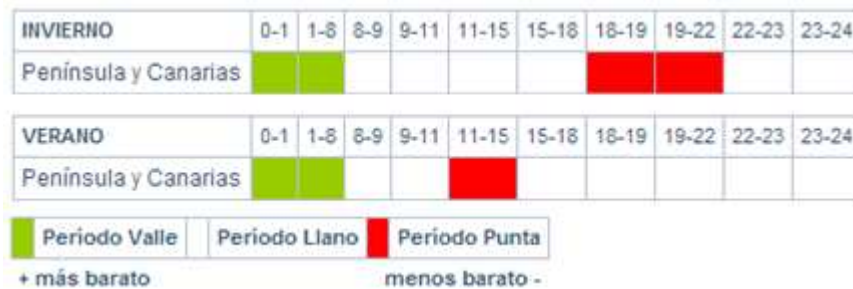 INVIERNO 0-1 1-8 8-9 9-11 11-15 15-18 18-19 19-22 22-23 23-24
Península y Canarias
VERANO 0-1 1-8 8-9 9-11 11-15 15-18 18-19 19-22 22-23 23-24
Península y Canarias
Periodo Valle Periodo Llano Periodo Punta
+ más barato menos barato -